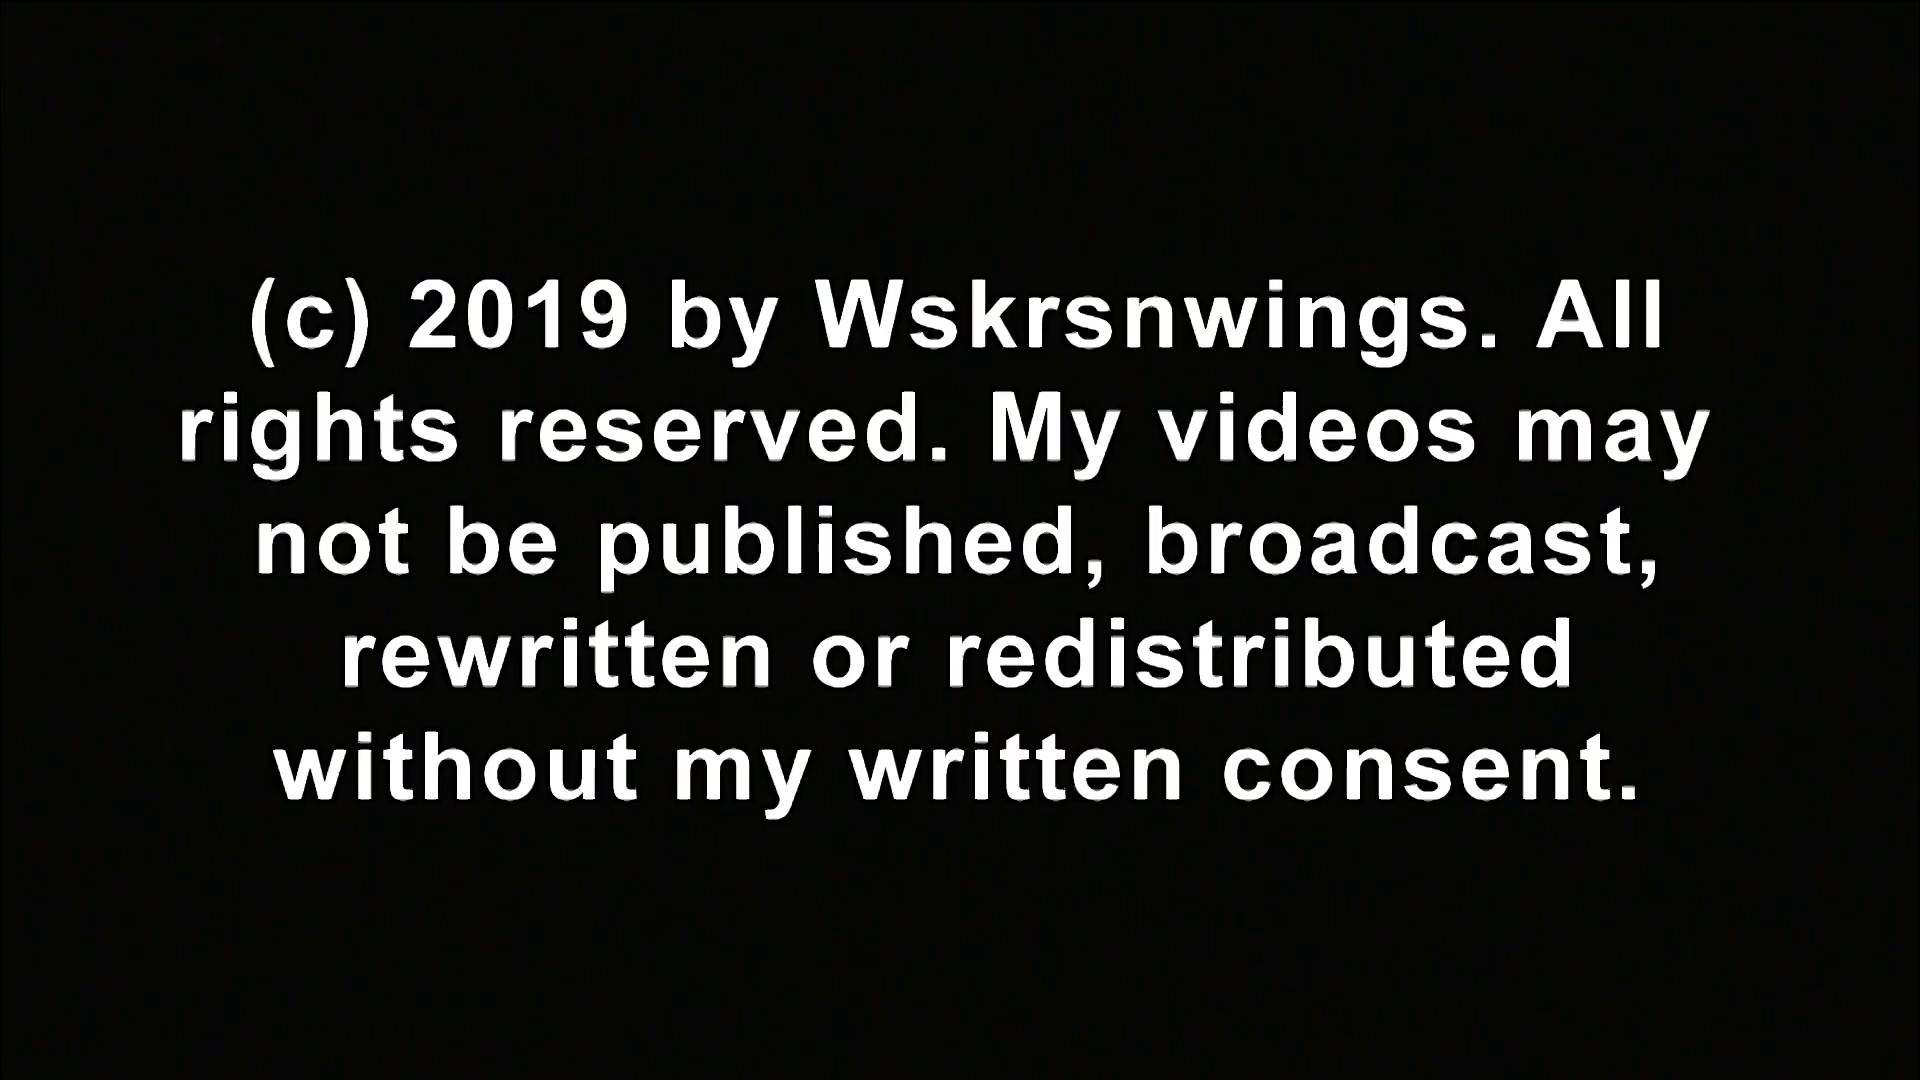 (c) 2019 by Wskrsnwings. All
rights reserved. My videos may
not be published, broadcast,
rewritten or redistributed
without my written consent.